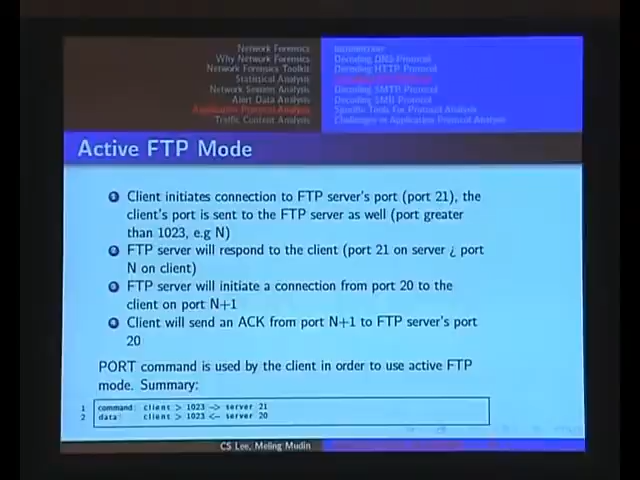 Network Forensics
Why Network Forensics
Network Forensics Toolkit
Statistical Analysis
Network Session Analysis
Alert Data Analysis
Application Protocol Analysis
Traffic Content Analysis
Introduction
Decoding DNS Protocol
Decoding HTTP Protocol
Decoding SMTP Protocol
Decoding SMB Protocol
Specific Tools For Protocol Analysis
Challenges in Application Protocol Analysis
Active FTP Mode
1 Client initiates connection to FTP server's port (port 21), the
client's port is sent to the FTP server as well (port greater
than 1023, e.g N)
2 FTP server will respond to the client (port 21 on server ¿ port
N on client)
3 FTP server will initiate a connection from port 20 to the
client on port N+1
4 Client will send an ACK from port N+1 to FTP server's port
20
PORT command is used by the client in order to use active FTP
mode. Summary:
1 command: client > 1023 -> server 21
2 data: client > 1023 <- server 20
CS Lee, Meling Mudin